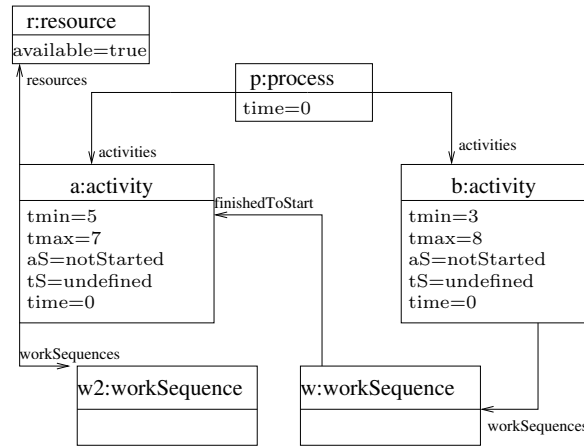 r:resource
available=true
resources
p:process
time=0
activities
activities
a:activity
tmin=5
tmax=7
aS=notStarted
tS=undefined
time=0
finishedToStart
b:activity
tmin=3
tmax=8
aS=notStarted
tS=undefined
time=0
workSequences
w2:workSequence
w:workSequence
workSequences